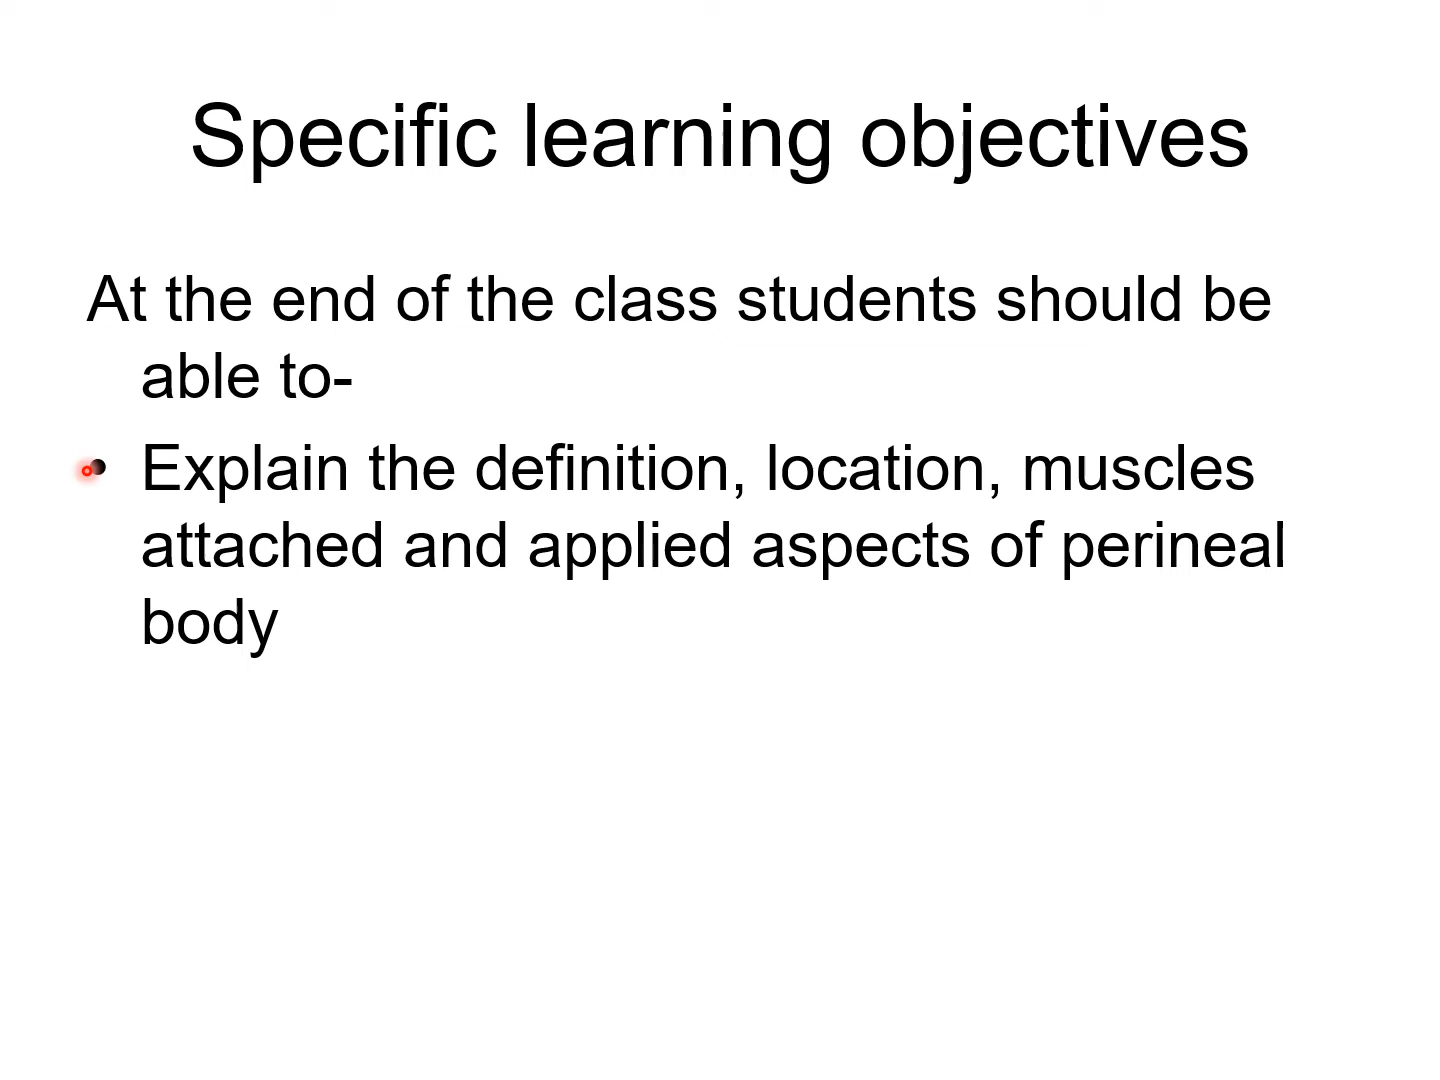 Specific learning objectives
At the end of the class students should be
able to-
• Explain the definition, location, muscles
attached and applied aspects of perineal
body